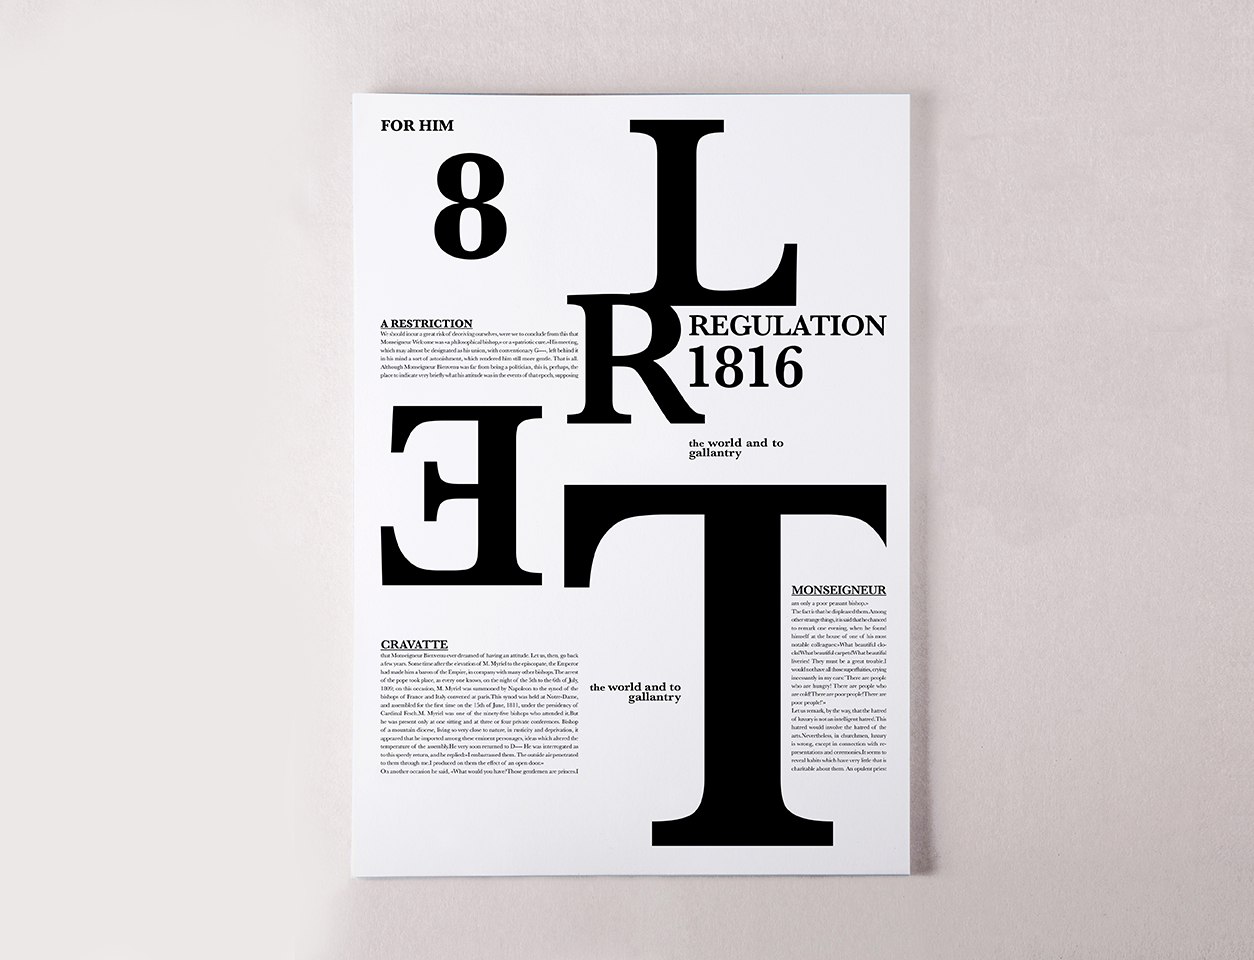 FOR HIM
8
L
R
REGULATION
1816
A RESTRICTION
We should incur a great risk of deceiving ourselves, were we to conclude from this that
Monseigneur Welcome was «a philosophical bishop,» or a «patriotic cure.»His meeting,
which may almost be designated as his union, with conventionary G—, left behind it
in his mind a sort of astonishment, which rendered him still more gentle. That is all.
Although Monseigneur Bienvenu was far from being a politician, this is, perhaps, the
place to indicate very briefly what his attitude was in the events of that epoch, supposing
E
the world and to
gallantry
T
CRAVATTE
that Monseigneur Bienvenu ever dreamed of having an attitude. Let us, then, go back
a few years. Some time after the elevation of M. Myriel to the episcopate, the Emperor
had made him a baron of the Empire, in company with many other bishops.The arrest
of the pope took place, as every one knows, on the night of the 5th to the 6th of July,
1809; on this occasion, M. Myriel was summoned by Napoleon to the synod of the
bishops of France and Italy convened at paris.This synod was held at Notre-Dame,
and assembled for the first time on the 15th of June, 1811, under the presidency of
Cardinal Fesch.M. Myriel was one of the ninety-five bishops who attended it.But
he was present only at one sitting and at three or four private conferences. Bishop
of a mountain diocese, living so very close to nature, in rusticity and deprivation, it
appeared that he imported among these eminent personages, ideas which altered the
temperature of the assembly.He very soon returned to D— He was interrogated as
to this speedy return, and he replied:«I embarrassed them. The outside air penetrated
to them through me.I produced on them the effect of an open door.»
On another occasion he said, «What would you have?Those gentlemen are princes.I
the world and to
gallantry
MONSEIGNEUR
am only a poor peasant bishop.»
The fact is that he displeased them.Among
other strange things, it is said that he chanced
to remark one evening, when he found
himself at the house of one of his most
notable colleagues:«What beautiful clo-
cks!What beautiful carpets!What beautiful
liveries! They must be a great trouble.I
would not have all those superfluities, crying
incessantly in my ears:'There are people
who are hungry! There are people who
are cold!There are poor people!There are
poor people!'»
Let us remark, by the way, that the hatred
of luxury is not an intelligent hatred.This
hatred would involve the hatred of the
arts.Nevertheless, in churchmen, luxury
is wrong, except in connection with re-
presentations and ceremonies.It seems to
reveal habits which have very little that is
charitable about them. An opulent priest